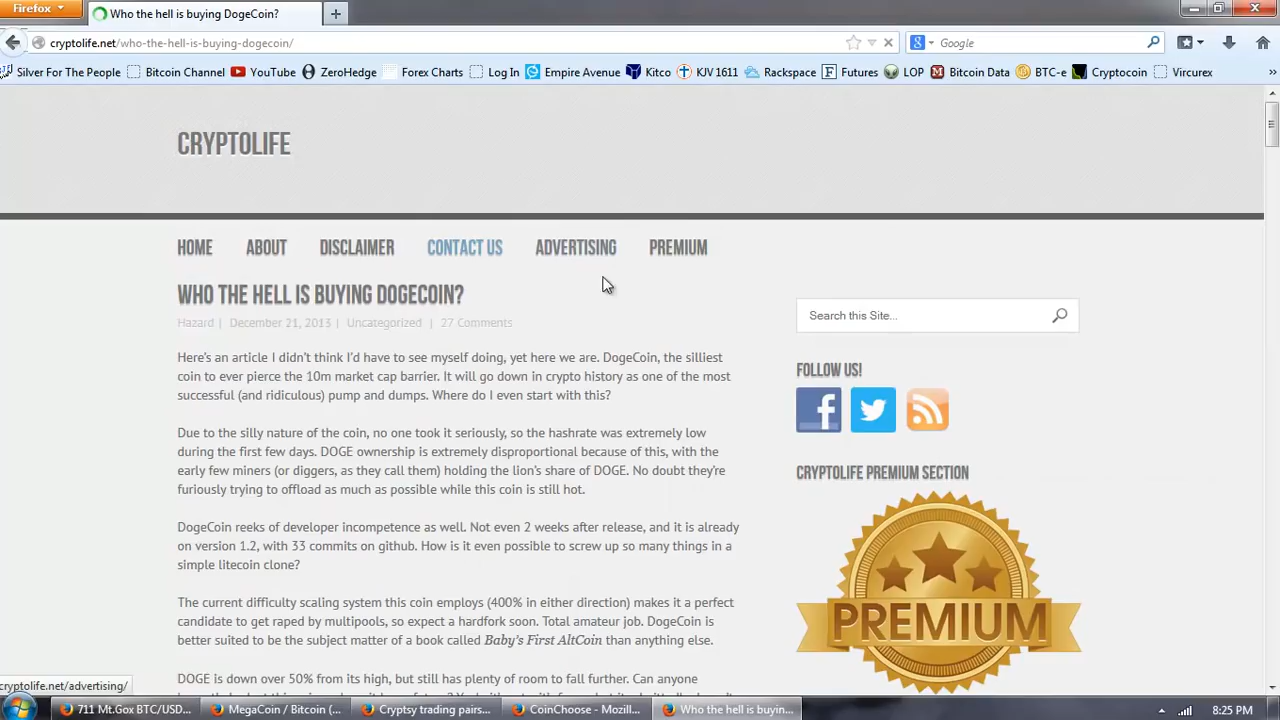 Firefox
Who the hell is buying DogeCoin?
cryptolife.net/who-the-hell-is-buying-dogecoin/
Google
Silver For The People
Bitcoin Channel
YouTube
ZeroHedge
Forex Charts
Log In
Empire Avenue
Kitco
KJV 1611
Rackspace
Futures
LOP
Bitcoin Data
BTC-e
Cryptocoin
Vircurex
CRYPTOLIFE
HOME
ABOUT
DISCLAIMER
CONTACT US
ADVERTISING
PREMIUM
WHO THE HELL IS BUYING DOGECOIN?
Hazard | December 21, 2013 | Uncategorized | 27 Comments
Here's an article I didn't think I'd have to see myself doing, yet here we are. DogeCoin, the silliest
coin to ever pierce the 10m market cap barrier. It will go down in crypto history as one of the most
successful (and ridiculous) pump and dumps. Where do I even start with this?
Due to the silly nature of the coin, no one took it seriously, so the hashrate was extremely low
during the first few days. DOGE ownership is extremely disproportional because of this, with the
early few miners (or diggers, as they call them) holding the lion's share of DOGE. No doubt they're
furiously trying to offload as much as possible while this coin is still hot.
DogeCoin reeks of developer incompetence as well. Not even 2 weeks after release, and it is already
on version 1.2, with 33 commits on github. How is it even possible to screw up so many things in a
simple litecoin clone?
The current difficulty scaling system this coin employs (400% in either direction) makes it a perfect
candidate to get raped by multipools, so expect a hardfork soon. Total amateur job. DogeCoin is
better suited to be the subject matter of a book called Baby's First AltCoin than anything else.
DOGE is down over 50% from its high, but still has plenty of room to fall further. Can anyone
Search this Site...
FOLLOW US!
CRYPTOLIFE PREMIUM SECTION
PREMIUM
cryptolife.net/advertising/
711 Mt.Gox BTC/USD...
MegaCoin / Bitcoin (...
Cryptsy trading pairs...
CoinChoose - Mozill...
Who the hell is buyin...
8:25 PM